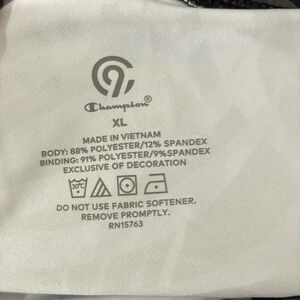 Champion®
XL
MADE IN VIETNAM
BODY: 88% POLYESTER/12% SPANDEX
BINDING: 91% POLYESTER/9%SPANDEX
EXCLUSIVE OF DECORATION
30°C
DO NOT USE FABRIC SOFTENER.
REMOVE PROMPTLY.
RN15763